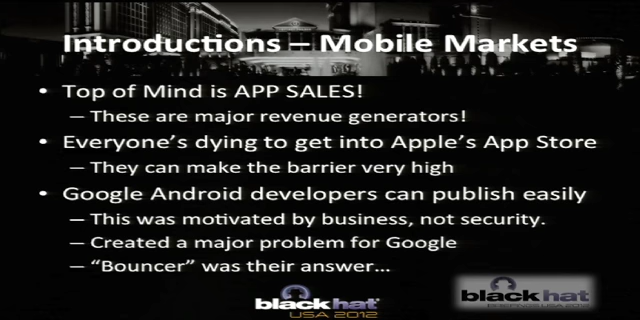 Introductions – Mobile Markets
• Top of Mind is APP SALES!
– These are major revenue generators!
• Everyone's dying to get into Apple's App Store
– They can make the barrier very high
• Google Android developers can publish easily
– This was motivated by business, not security.
– Created a major problem for Google
– "Bouncer" was their answer...
black hat®
USA 2012
black hat
USA 2012